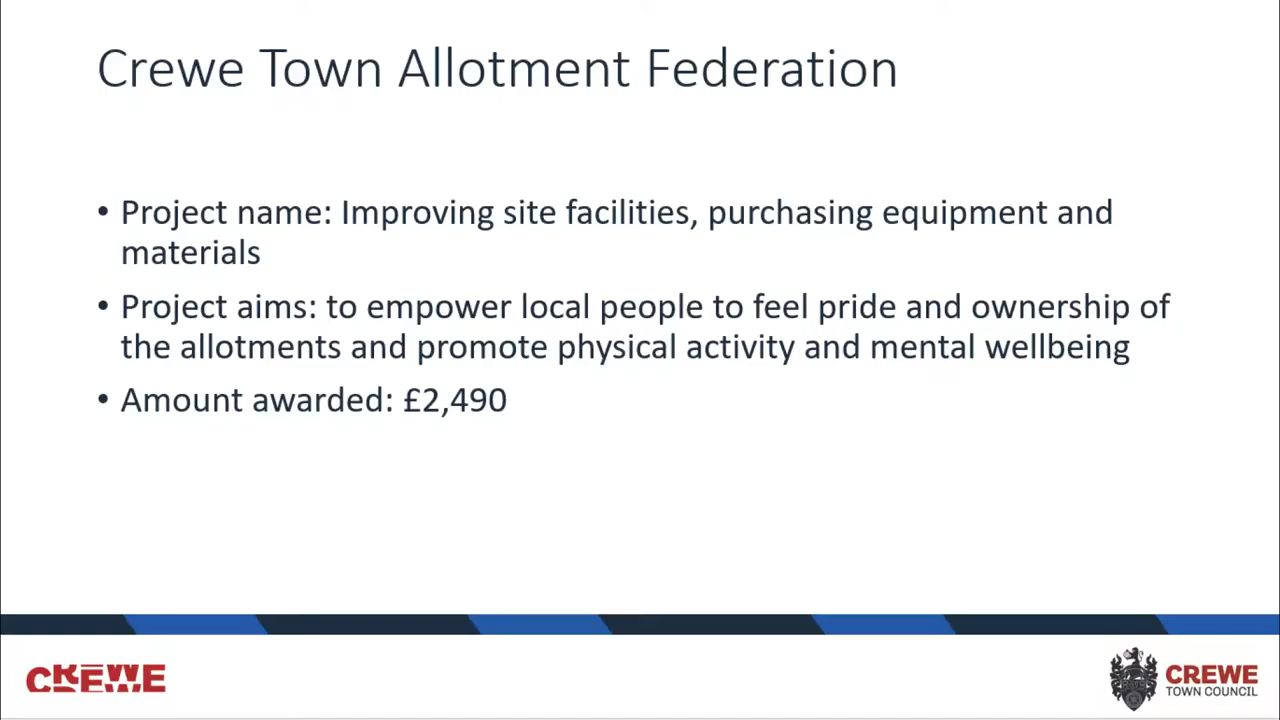 Crewe Town Allotment Federation
• Project name: Improving site facilities, purchasing equipment and
materials
• Project aims: to empower local people to feel pride and ownership of
the allotments and promote physical activity and mental wellbeing
• Amount awarded: £2,490
CREWE
CREWE
TOWN COUNCIL